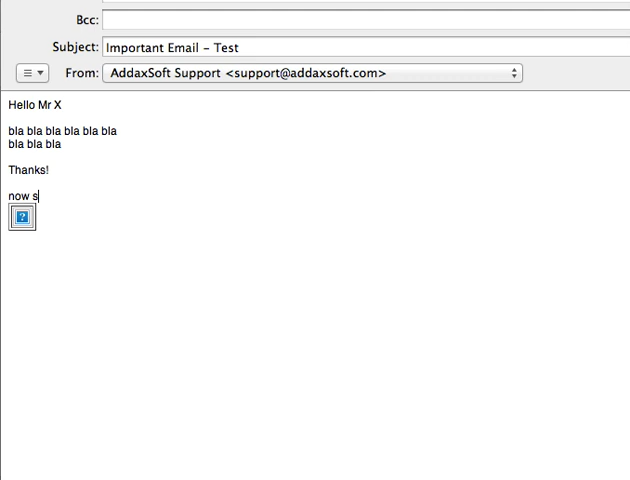 Bcc:
Subject: Important Email – Test
From: AddaxSoft Support <support@addaxsoft.com>
Hello Mr X
bla bla bla bla bla bla
bla bla bla
Thanks!
now s
?